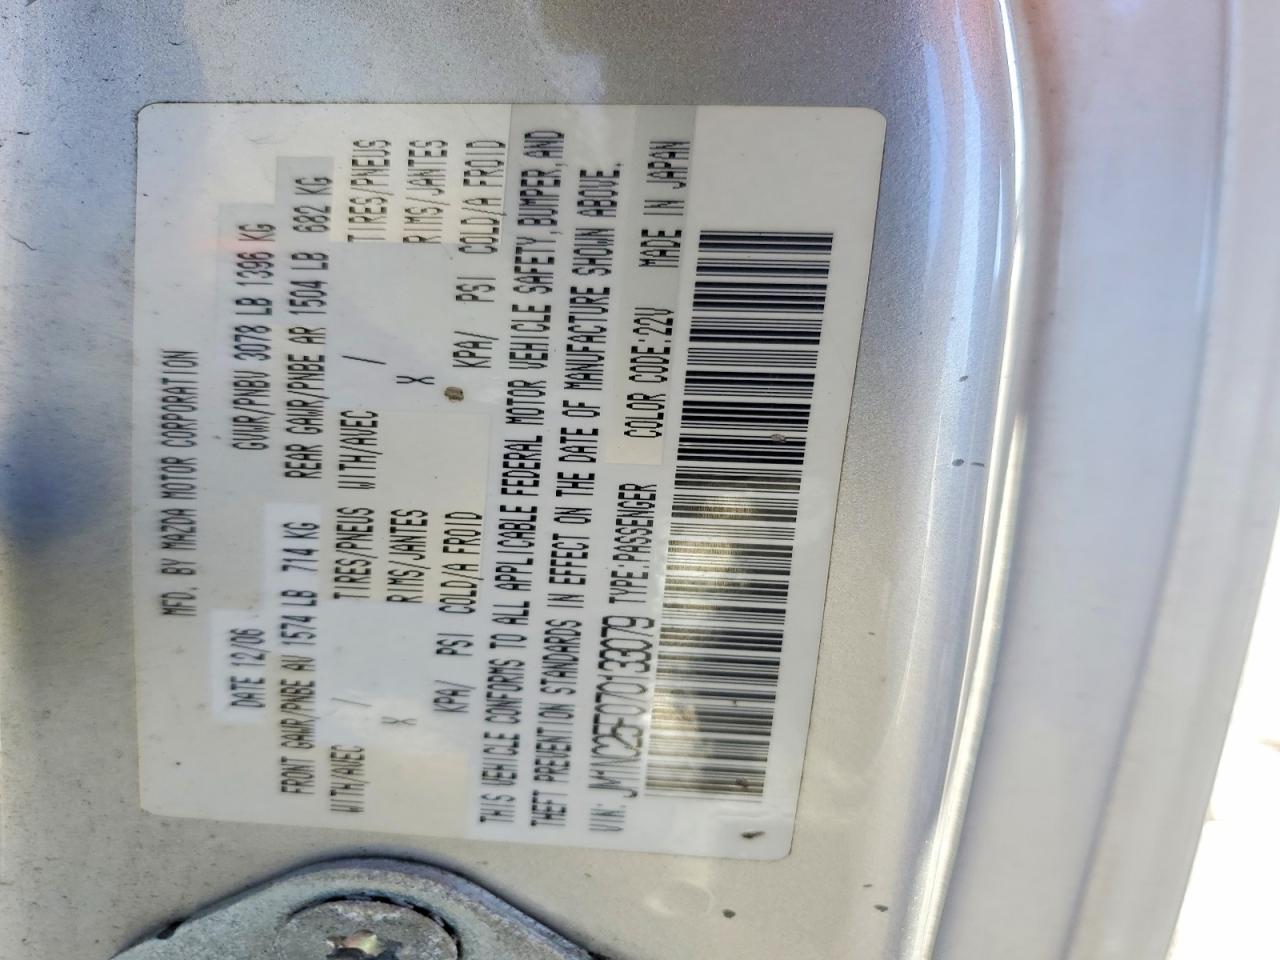 MFD. BY MAZDA MOTOR CORPORATION
DATE 12/06 GVWR/PNBV 3078 LB 1396 KG
FRONT GAWR/PNBE AV 1574 LB 714 KG REAR GAWR/PNBE AR 1504 LB 682 KG
WITH/AVEC / TIRES/PNEUS WITH/AVEC / TIRES/PNEUS
X RIMS/JANTES X RIMS/JANTES
KPA/ PSI COLD/A FROID KPA/ PSI COLD/A FROID
THIS VEHICLE CONFORMS TO ALL APPLICABLE FEDERAL MOTOR VEHICLE SAFETY, BUMPER, AND
THEFT PREVENTION STANDARDS IN EFFECT ON THE DATE OF MANUFACTURE SHOWN ABOVE.
VIN: JM1NC25F070133079 TYPE: PASSENGER COLOR CODE: 22V MADE IN JAPAN